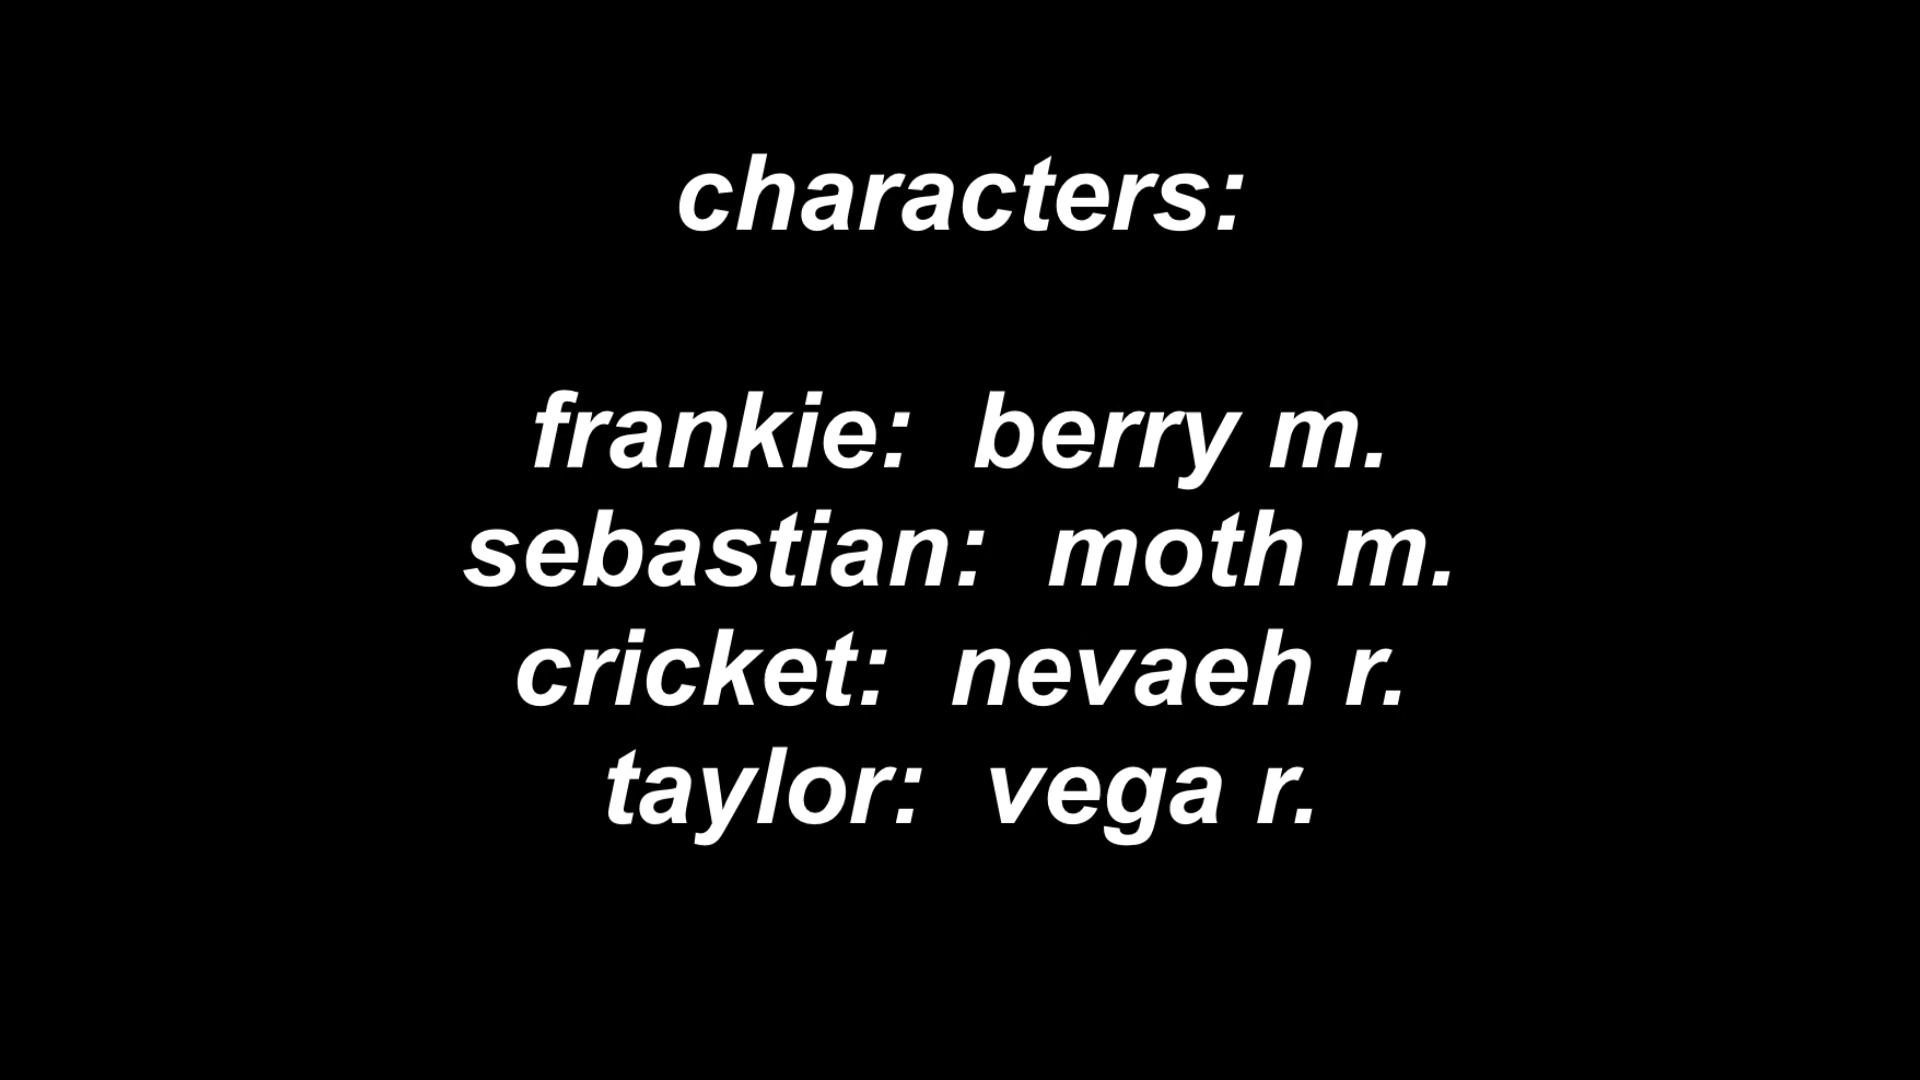 characters:
frankie: berry m.
sebastian: moth m.
cricket: nevaeh r.
taylor: vega r.